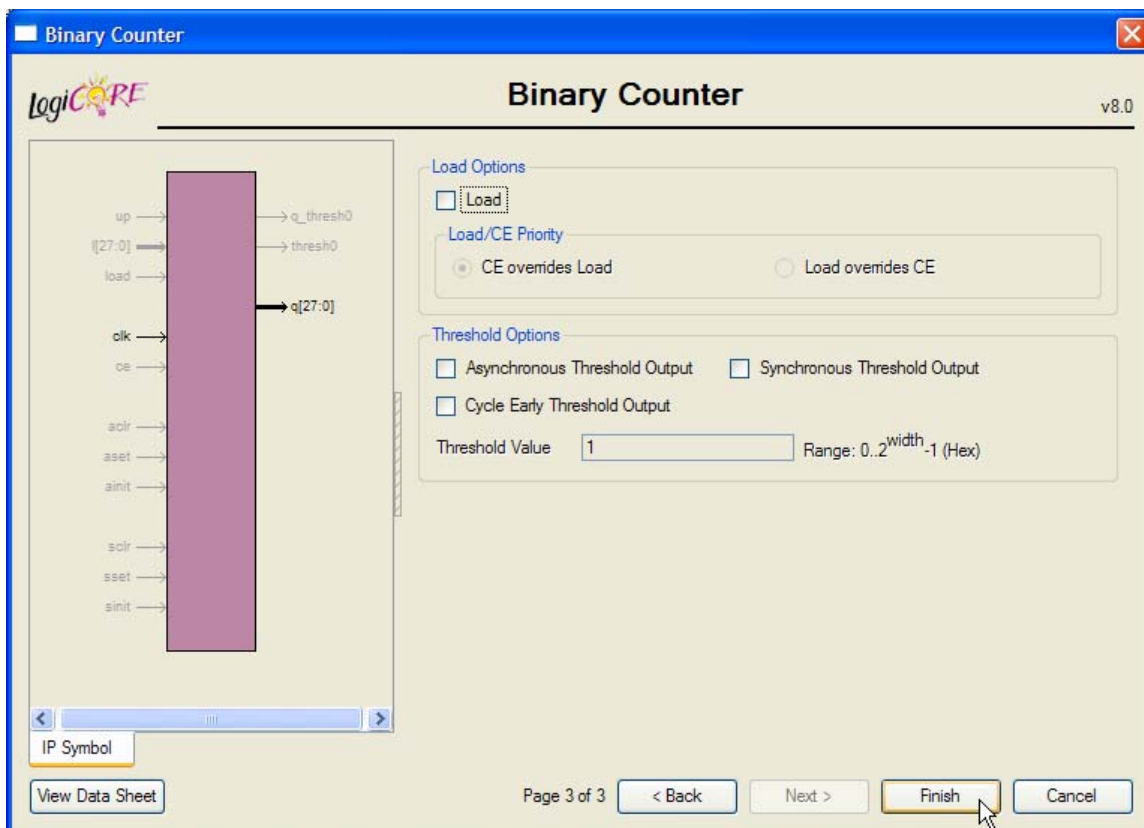 Binary Counter
LogiCORE
Binary Counter
v8.0
up
l[27:0]
load
clk
ce
aclr
aset
ainit
sclr
sset
sinit
q_thresh0
thresh0
q[27:0]
IP Symbol
Load Options
Load
Load/CE Priority
CE overrides Load Load overrides CE
Threshold Options
Asynchronous Threshold Output Synchronous Threshold Output
Cycle Early Threshold Output
Threshold Value 1 Range: 0..2^width-1 (Hex)
View Data Sheet Page 3 of 3 < Back Next > Finish Cancel